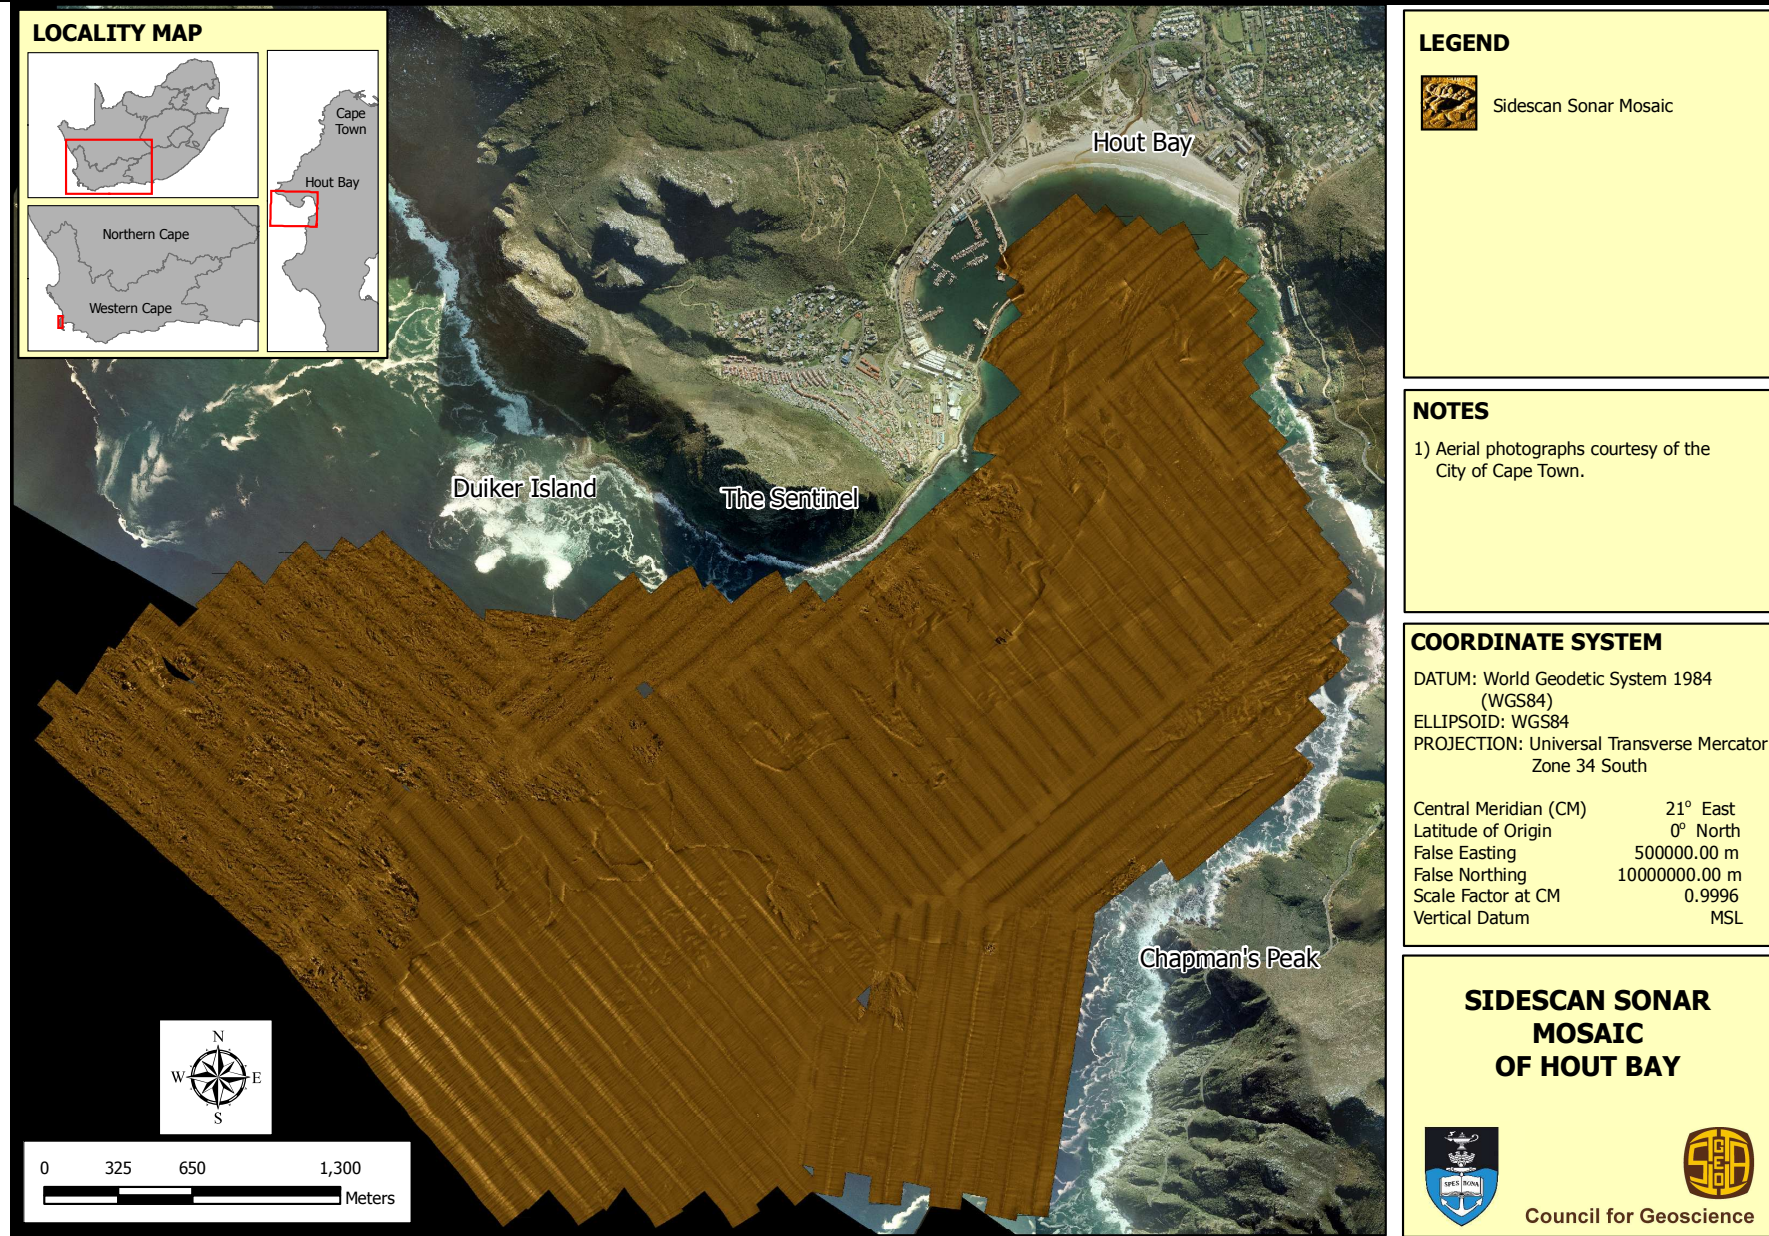 LOCALITY MAP
Cape
Town
Hout Bay
Northern Cape
Western Cape
Hout Bay
Duiker Island
The Sentinel
Chapman's Peak
N
W
E
S
0 325 650 1,300
Meters
LEGEND
Sidescan Sonar Mosaic
NOTES
1) Aerial photographs courtesy of the
City of Cape Town.
COORDINATE SYSTEM
DATUM: World Geodetic System 1984
(WGS84)
ELLIPSOID: WGS84
PROJECTION: Universal Transverse Mercator
Zone 34 South
Central Meridian (CM) 21° East
Latitude of Origin 0° North
False Easting 500000.00 m
False Northing 10000000.00 m
Scale Factor at CM 0.9996
Vertical Datum MSL
SIDESCAN SONAR
MOSAIC
OF HOUT BAY
SPES BONA
Council for Geoscience